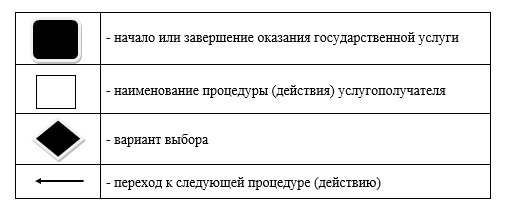 - начало или завершение оказания государственной услуги
- наименование процедуры (действия) услугополучателя
- вариант выбора
- переход к следующей процедуре (действию)